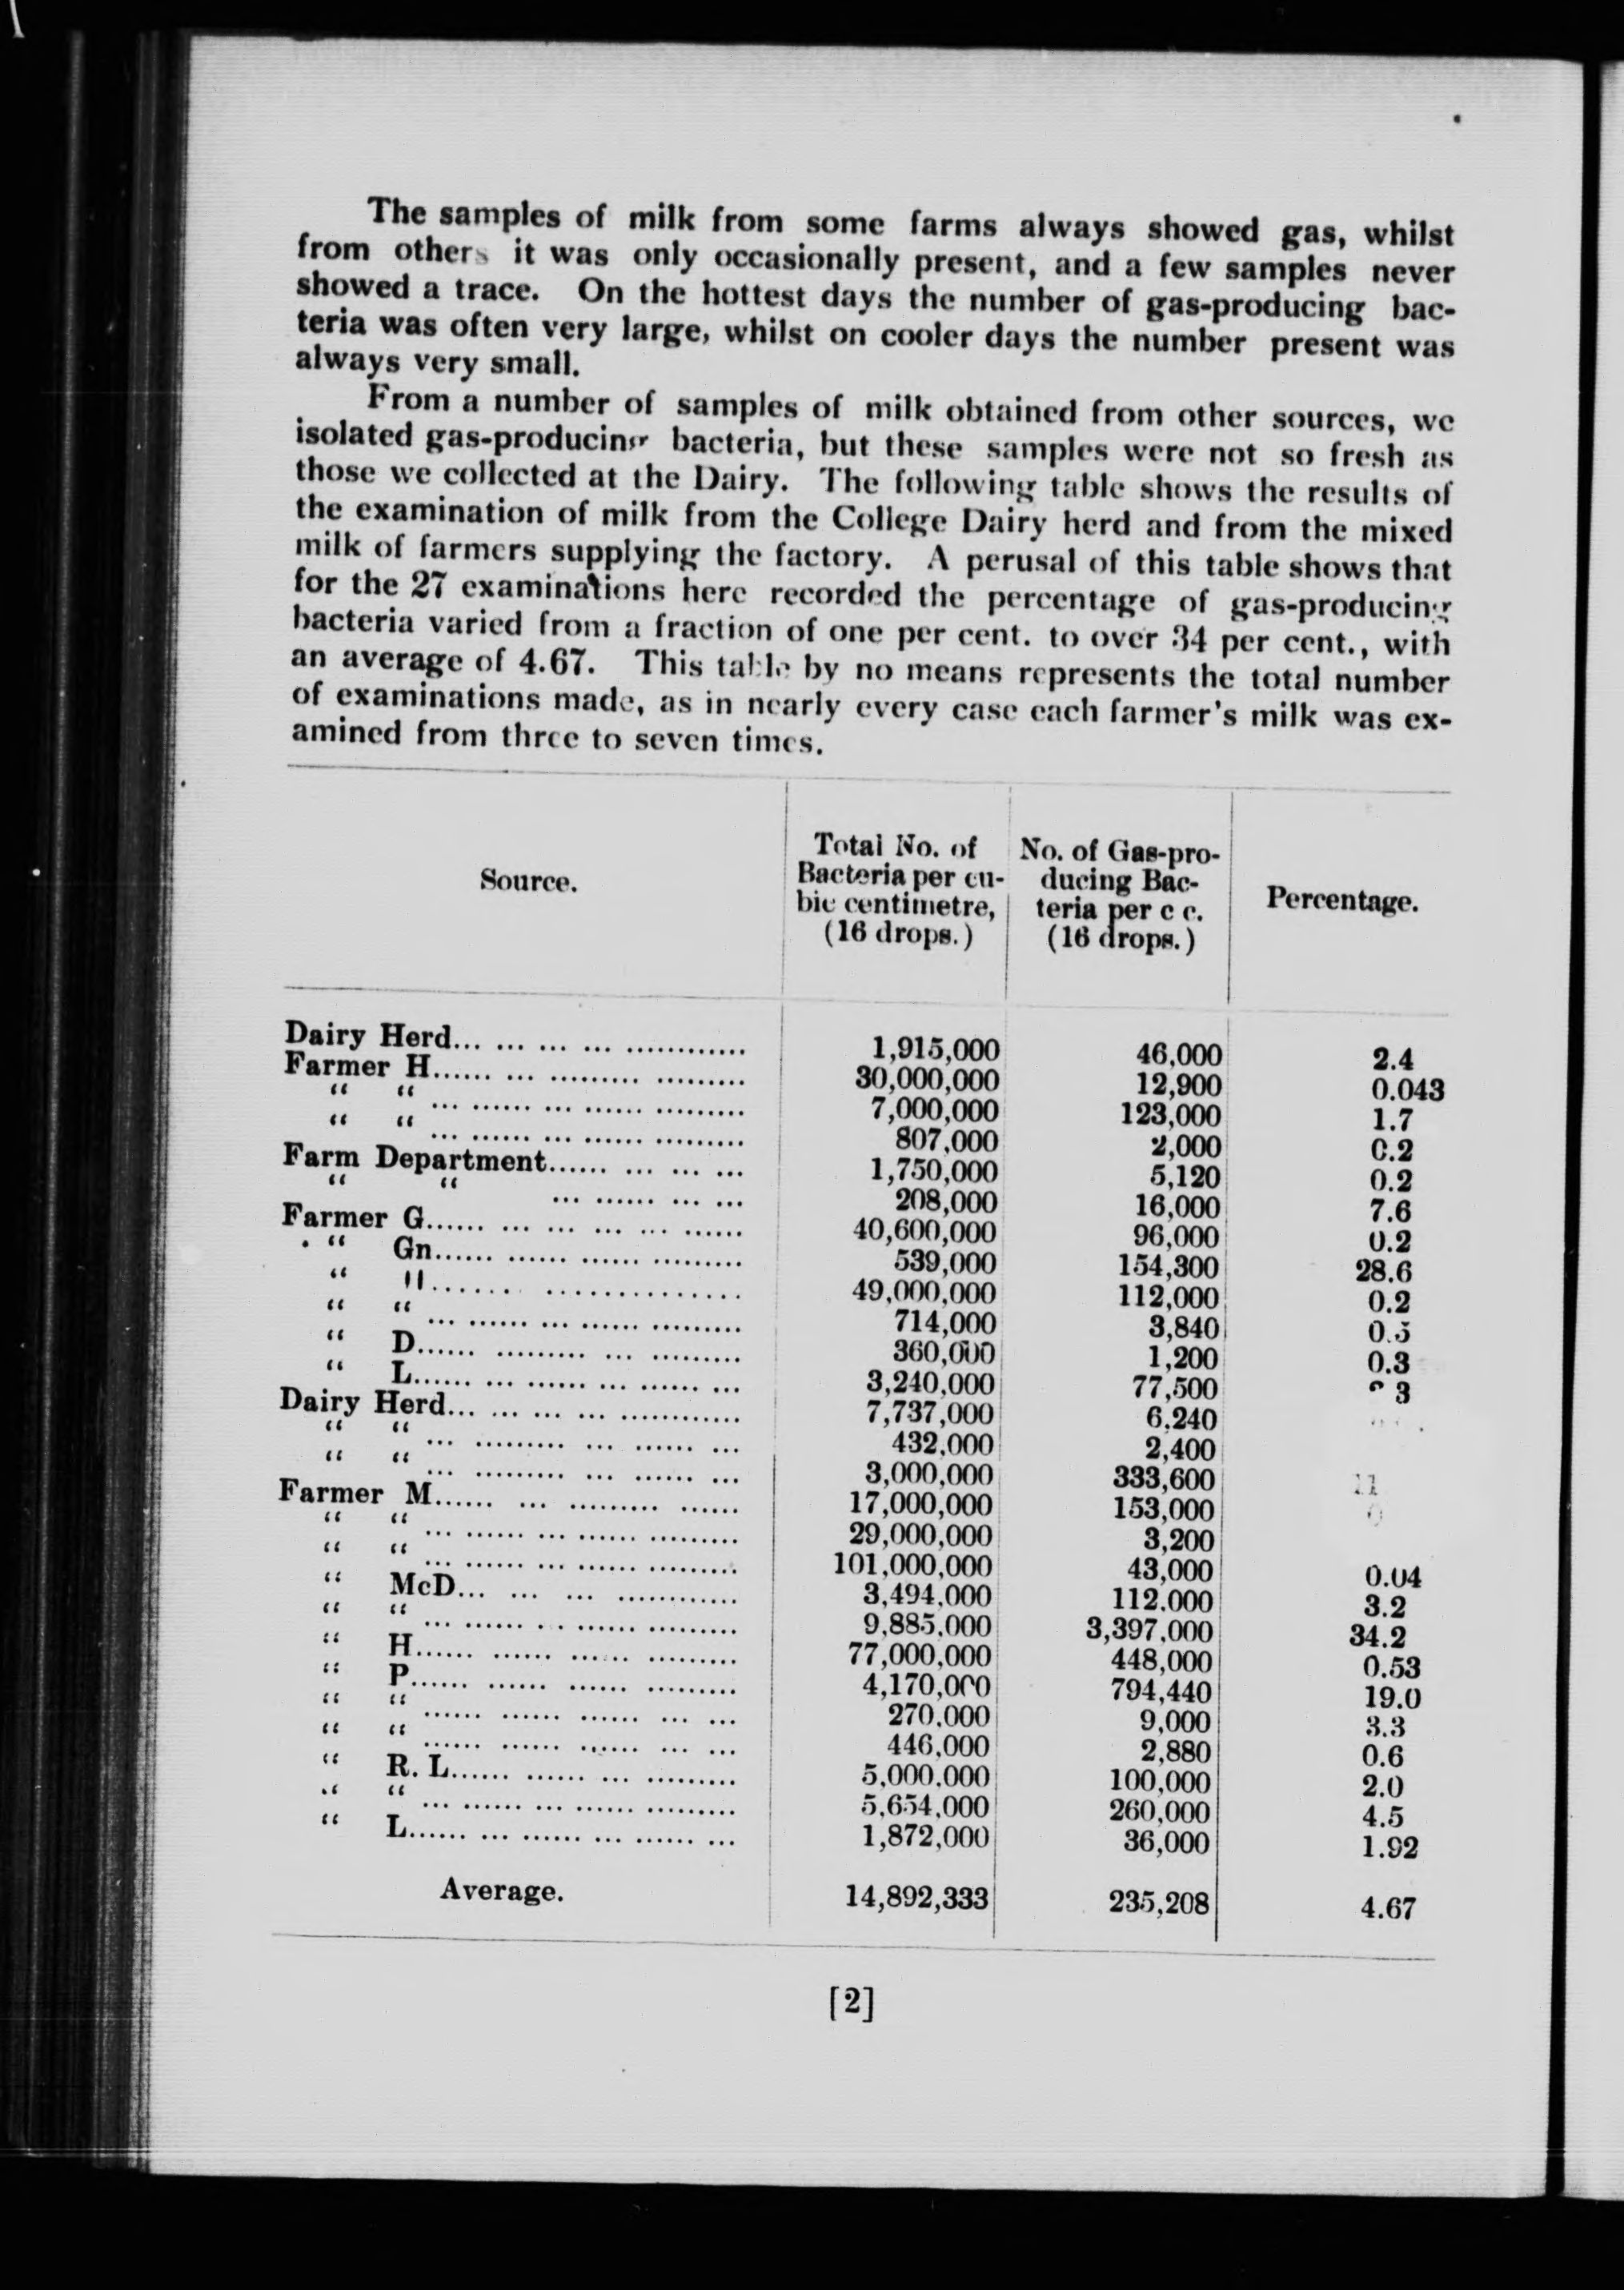 The samples of milk from some farms always showed gas, whilst
from others it was only occasionally present, and a few samples never
showed a trace. On the hottest days the number of gas-producing bac-
teria was often very large, whilst on cooler days the number present was
always very small.
From a number of samples of milk obtained from other sources, we
isolated gas-producing bacteria, but these samples were not so fresh as
those we collected at the Dairy. The following table shows the results of
the examination of milk from the College Dairy herd and from the mixed
milk of farmers supplying the factory. A perusal of this table shows that
for the 27 examinations here recorded the percentage of gas-producing
bacteria varied from a fraction of one per cent. to over 34 per cent., with
an average of 4.67. This table by no means represents the total number
of examinations made, as in nearly every case each farmer's milk was ex-
amined from three to seven times.
Source. Total No. of Bacteria per cu- bic centimetre, (16 drops.) No. of Gas-pro- ducing Bac- teria per c c. (16 drops.) Percentage.
Dairy Herd... ... ... ... ............ 1,915,000 46,000 2.4
Farmer H...... ... ......... ......... 30,000,000 12,900 0.043
“ “ ... ...... ... ...... ......... 7,000,000 123,000 1.7
“ “ ... ...... ... ...... ......... 807,000 2,000 0.2
Farm Department...... ... ... ... 1,750,000 5,120 0.2
“ “ ... ...... ... ... 208,000 16,000 7.6
Farmer G...... ... ... ... ... ...... 40,600,000 96,000 0.2
“ Gn...... ...... ...... ......... 539,000 154,300 28.6
“ H....... ............... 49,000,000 112,000 0.2
“ “ ... ...... ... ...... ......... 714,000 3,840 0.5
“ D...... ......... ... ......... 360,000 1,200 0.3
“ L...... ... ...... ... ...... ... 3,240,000 77,500 3
Dairy Herd... ... ... ... ............ 7,737,000 6,240
“ “ ... ......... ... ...... ... 432,000 2,400
“ “ ... ......... ... ...... ... 3,000,000 333,600 11
Farmer M...... ... ......... ...... 17,000,000 153,000 0
“ “ ... ...... ... ...... ......... 29,000,000 3,200
“ “ ... ...... ... ...... ......... 101,000,000 43,000 0.04
“ McD... ... ... ............ 3,494,000 112,000 3.2
“ “ ... ...... ... ...... ......... 9,885,000 3,397,000 34.2
“ H...... ...... ...... ......... 77,000,000 448,000 0.53
“ P...... ...... ...... ......... 4,170,000 794,440 19.0
“ “ ...... ...... ...... ... ... 270,000 9,000 3.3
“ “ ...... ...... ...... ... ... 446,000 2,880 0.6
“ R. L...... ...... ... ......... 5,000,000 100,000 2.0
“ “ ... ...... ... ...... ......... 5,654,000 260,000 4.5
“ L...... ... ...... ... ...... ... 1,872,000 36,000 1.92
Average. 14,892,333 235,208 4.67
[2]